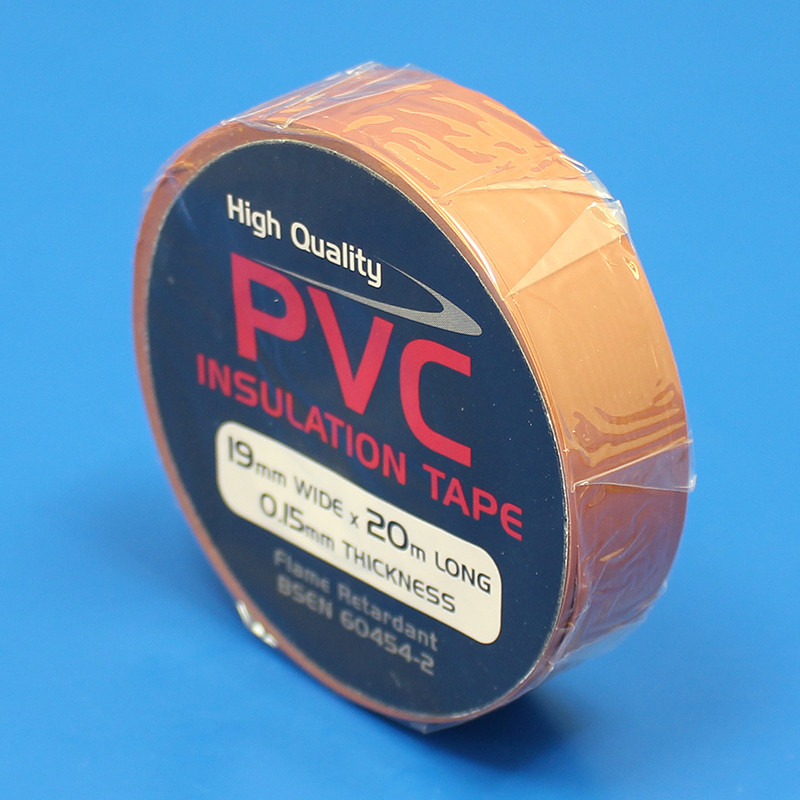 High Quality
PVC
INSULATION TAPE
19mm WIDE x 20m LONG
0.15mm THICKNESS
Flame Retardant
BSEN 60454-2